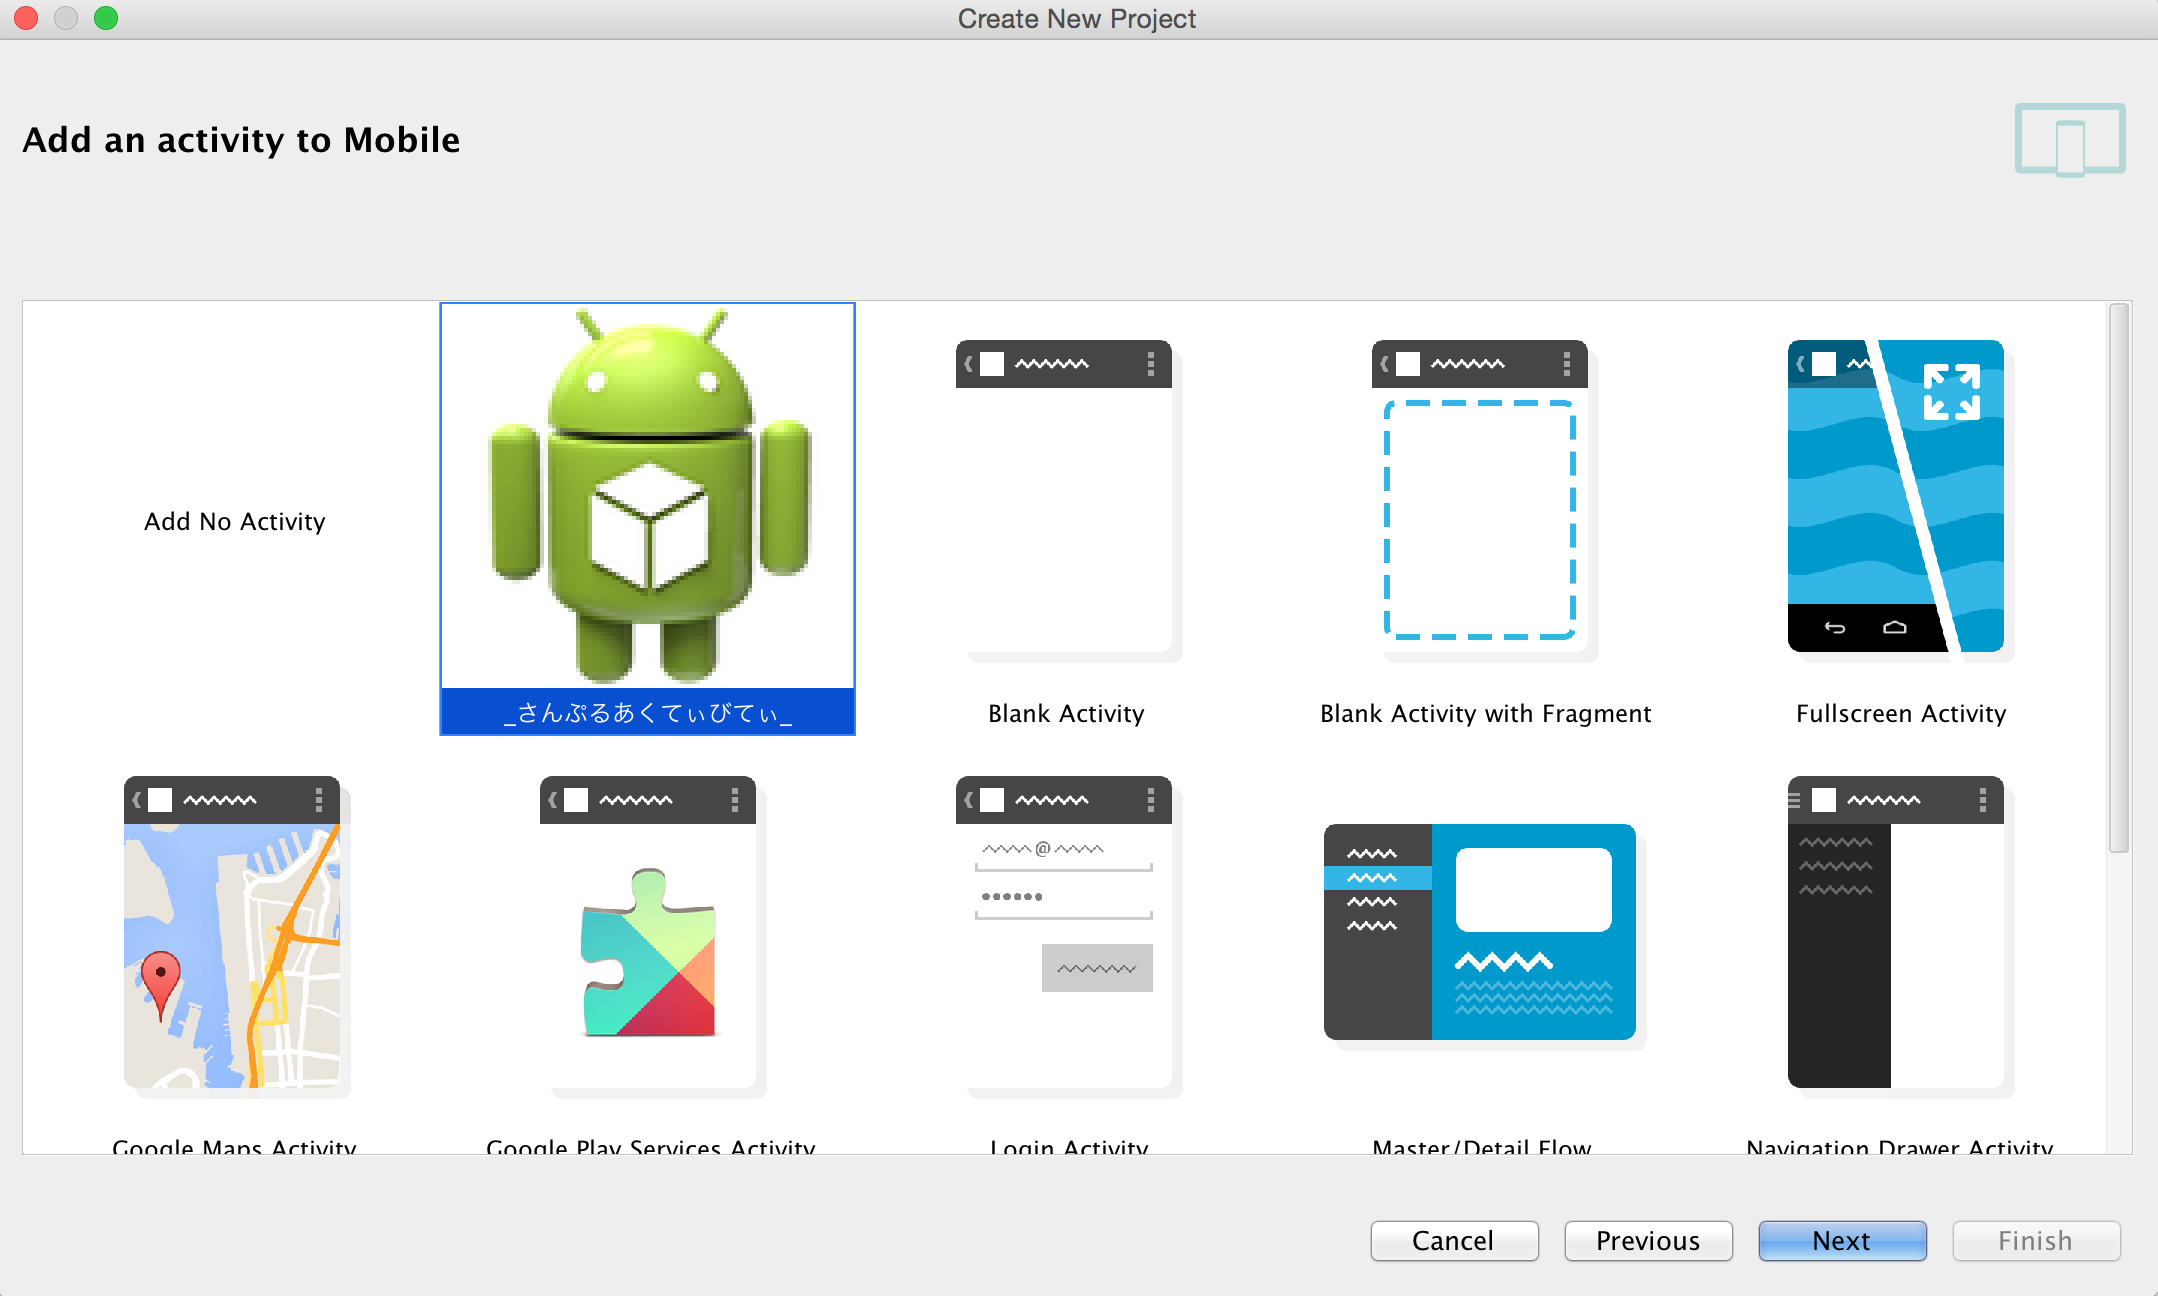 Create New Project
Add an activity to Mobile
Add No Activity
_さんぷるあくてぃびてぃ_
Blank Activity
Blank Activity with Fragment
Fullscreen Activity
@
Google Maps Activity
Google Play Services Activity
Login Activity
Master/Detail Flow
Navigation Drawer Activity
Cancel
Previous
Next
Finish